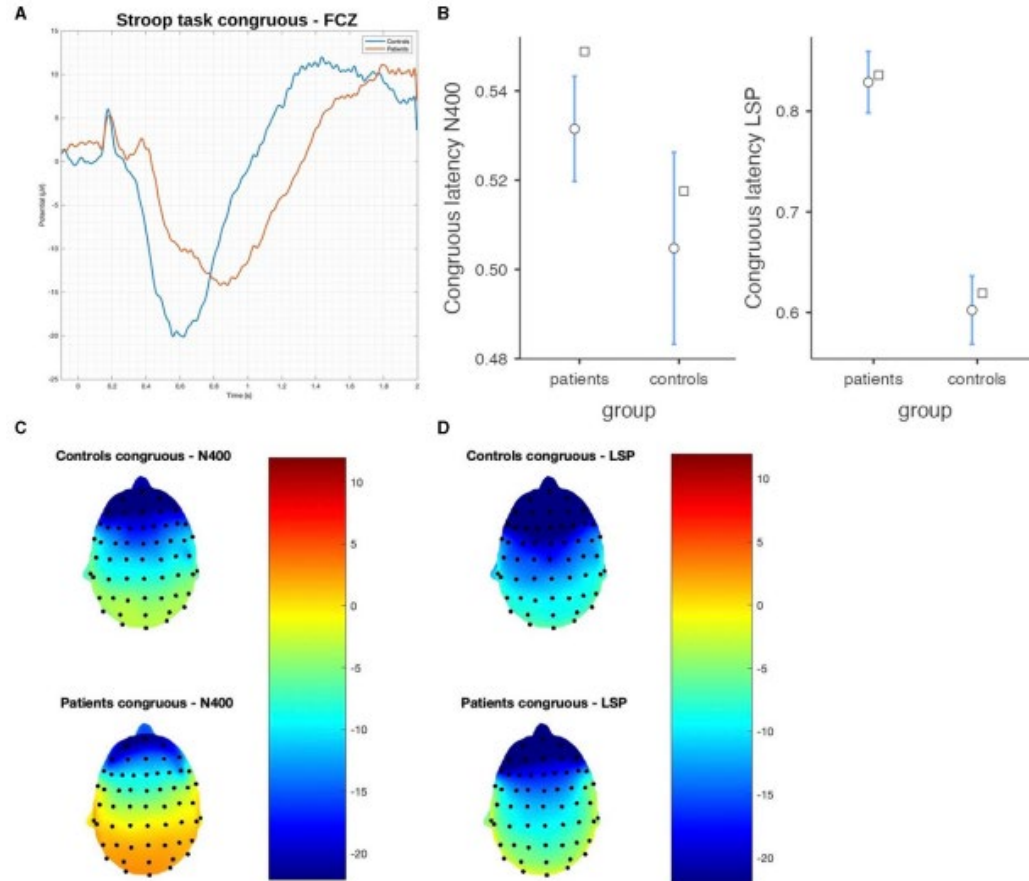 A
Stroop task congruous - FCZ
Controls
Patients
Potential (µV)
15
10
5
0
-5
-10
-15
-20
-25
0 0.2 0.4 0.6 0.8 1 1.2 1.4 1.6 1.8 2
Time (s)
B
Congruous latency N400
0.54
0.52
0.50
0.48
patients controls
group
Congruous latency LSP
0.8
0.7
0.6
patients controls
group
C
Controls congruous - N400
Patients congruous - N400
10
5
0
-5
-10
-15
-20
D
Controls congruous - LSP
Patients congruous - LSP
10
5
0
-5
-10
-15
-20